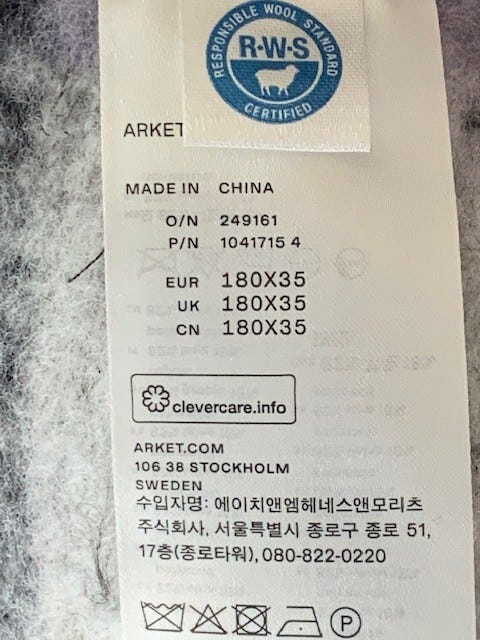 RESPONSIBLE WOOL STANDARD
R·W·S
CERTIFIED
ARKET
MADE IN CHINA
O/N 249161
P/N 1041715 4
EUR 180X35
UK 180X35
CN 180X35
clevercare.info
ARKET.COM
106 38 STOCKHOLM
SWEDEN
수입자명: 에이치앤엠헤네스앤모리츠
주식회사, 서울특별시 종로구 종로 51,
17층(종로타워), 080-822-0220
P